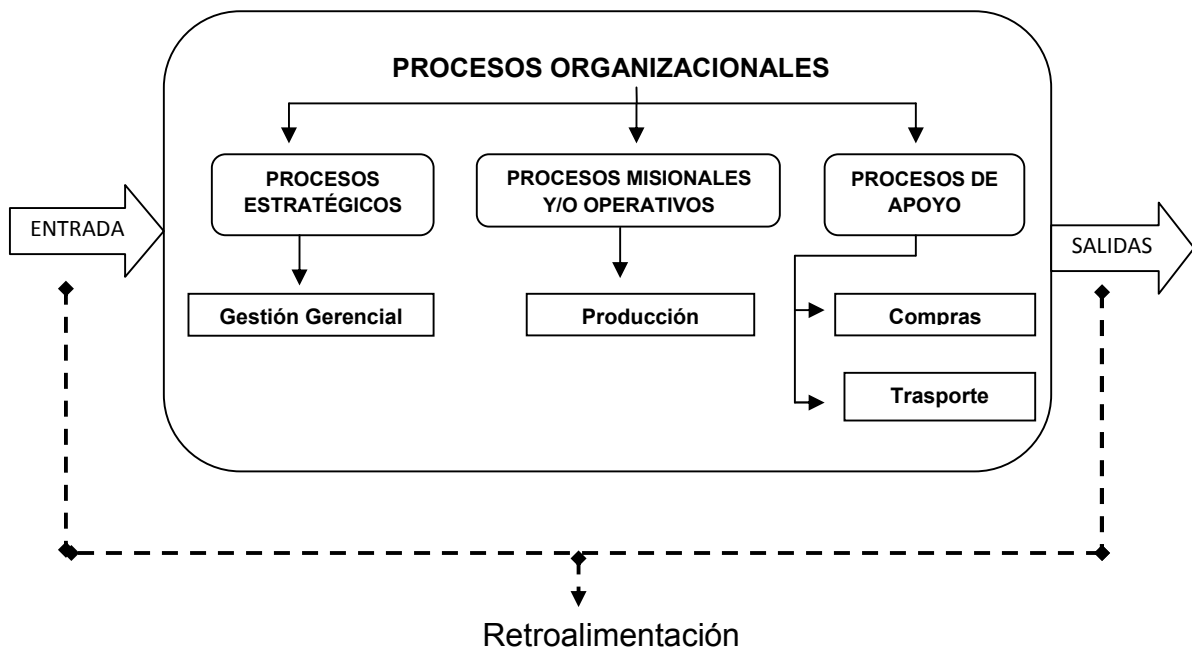 PROCESOS ORGANIZACIONALES
PROCESOS
ESTRATÉGICOS
PROCESOS MISIONALES
Y/O OPERATIVOS
PROCESOS DE
APOYO
ENTRADA
SALIDAS
Gestión Gerencial
Producción
Compras
Trasporte
Retroalimentación